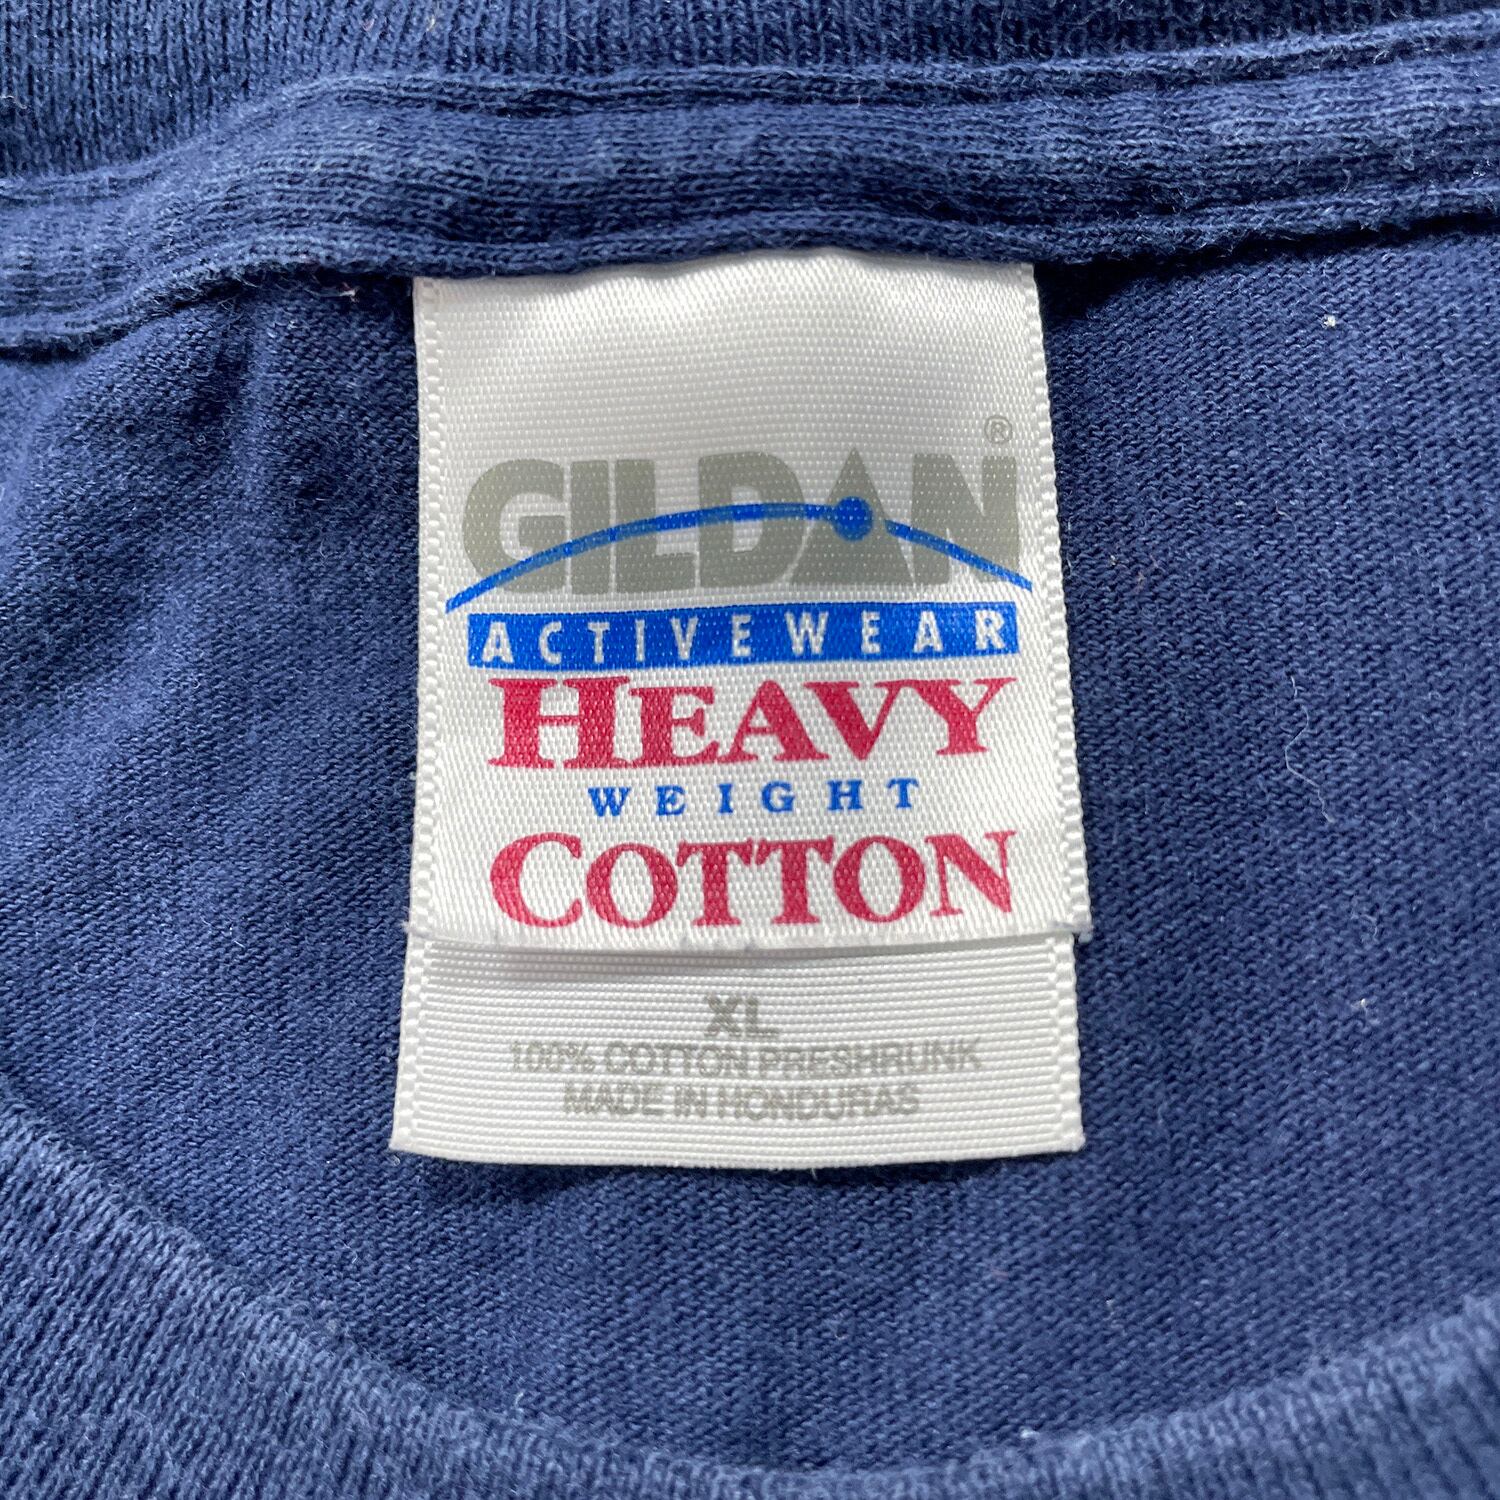 GILDAN®
ACTIVEWEAR
HEAVY
WEIGHT
COTTON
XL
100% COTTON PRESHRUNK
MADE IN HONDURAS